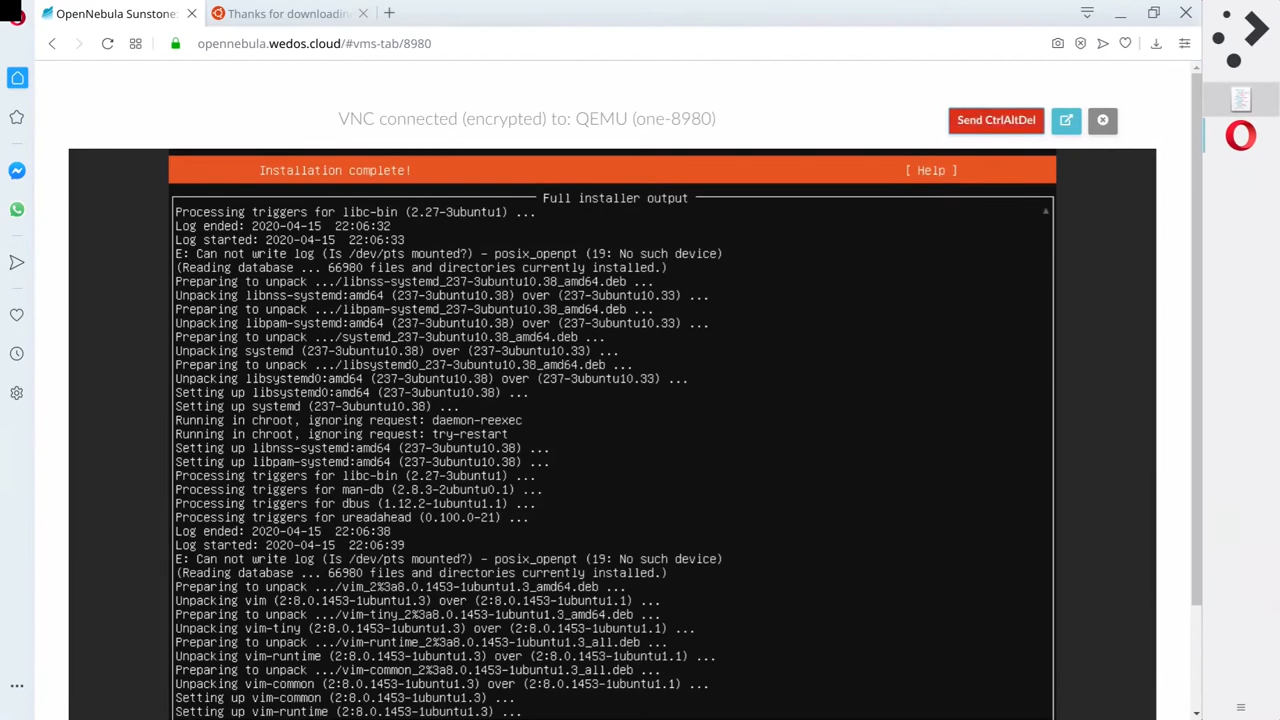 OpenNebula Sunstone:
Thanks for downloadin
opennebula.wedos.cloud/#vms-tab/8980
VNC connected (encrypted) to: QEMU (one-8980)
Send CtrlAltDel
Installation complete!
[ Help ]
Full installer output
Processing triggers for libc-bin (2.27-3ubuntu1) ...
Log ended: 2020-04-15  22:06:32
Log started: 2020-04-15  22:06:33
E: Can not write log (Is /dev/pts mounted?) - posix_openpt (19: No such device)
(Reading database ... 66980 files and directories currently installed.)
Preparing to unpack .../libnss-systemd_237-3ubuntu10.38_amd64.deb ...
Unpacking libnss-systemd:amd64 (237-3ubuntu10.38) over (237-3ubuntu10.33) ...
Preparing to unpack .../libpam-systemd_237-3ubuntu10.38_amd64.deb ...
Unpacking libpam-systemd:amd64 (237-3ubuntu10.38) over (237-3ubuntu10.33) ...
Preparing to unpack .../systemd_237-3ubuntu10.38_amd64.deb ...
Unpacking systemd (237-3ubuntu10.38) over (237-3ubuntu10.33) ...
Preparing to unpack .../libsystemd0_237-3ubuntu10.38_amd64.deb ...
Unpacking libsystemd0:amd64 (237-3ubuntu10.38) over (237-3ubuntu10.33) ...
Setting up libsystemd0:amd64 (237-3ubuntu10.38) ...
Setting up systemd (237-3ubuntu10.38) ...
Running in chroot, ignoring request: daemon-reexec
Running in chroot, ignoring request: try-restart
Setting up libnss-systemd:amd64 (237-3ubuntu10.38) ...
Setting up libpam-systemd:amd64 (237-3ubuntu10.38) ...
Processing triggers for libc-bin (2.27-3ubuntu1) ...
Processing triggers for man-db (2.8.3-2ubuntu0.1) ...
Processing triggers for dbus (1.12.2-1ubuntu1.1) ...
Processing triggers for ureadahead (0.100.0-21) ...
Log ended: 2020-04-15  22:06:38
Log started: 2020-04-15  22:06:39
E: Can not write log (Is /dev/pts mounted?) - posix_openpt (19: No such device)
(Reading database ... 66980 files and directories currently installed.)
Preparing to unpack .../vim_2%3a8.0.1453-1ubuntu1.3_amd64.deb ...
Unpacking vim (2:8.0.1453-1ubuntu1.3) over (2:8.0.1453-1ubuntu1.1) ...
Preparing to unpack .../vim-tiny_2%3a8.0.1453-1ubuntu1.3_amd64.deb ...
Unpacking vim-tiny (2:8.0.1453-1ubuntu1.3) over (2:8.0.1453-1ubuntu1.1) ...
Preparing to unpack .../vim-runtime_2%3a8.0.1453-1ubuntu1.3_all.deb ...
Unpacking vim-runtime (2:8.0.1453-1ubuntu1.3) over (2:8.0.1453-1ubuntu1.1) ...
Preparing to unpack .../vim-common_2%3a8.0.1453-1ubuntu1.3_all.deb ...
Unpacking vim-common (2:8.0.1453-1ubuntu1.3) over (2:8.0.1453-1ubuntu1.1) ...
Setting up vim-common (2:8.0.1453-1ubuntu1.3) ...
Setting up vim-runtime (2:8.0.1453-1ubuntu1.3) ...